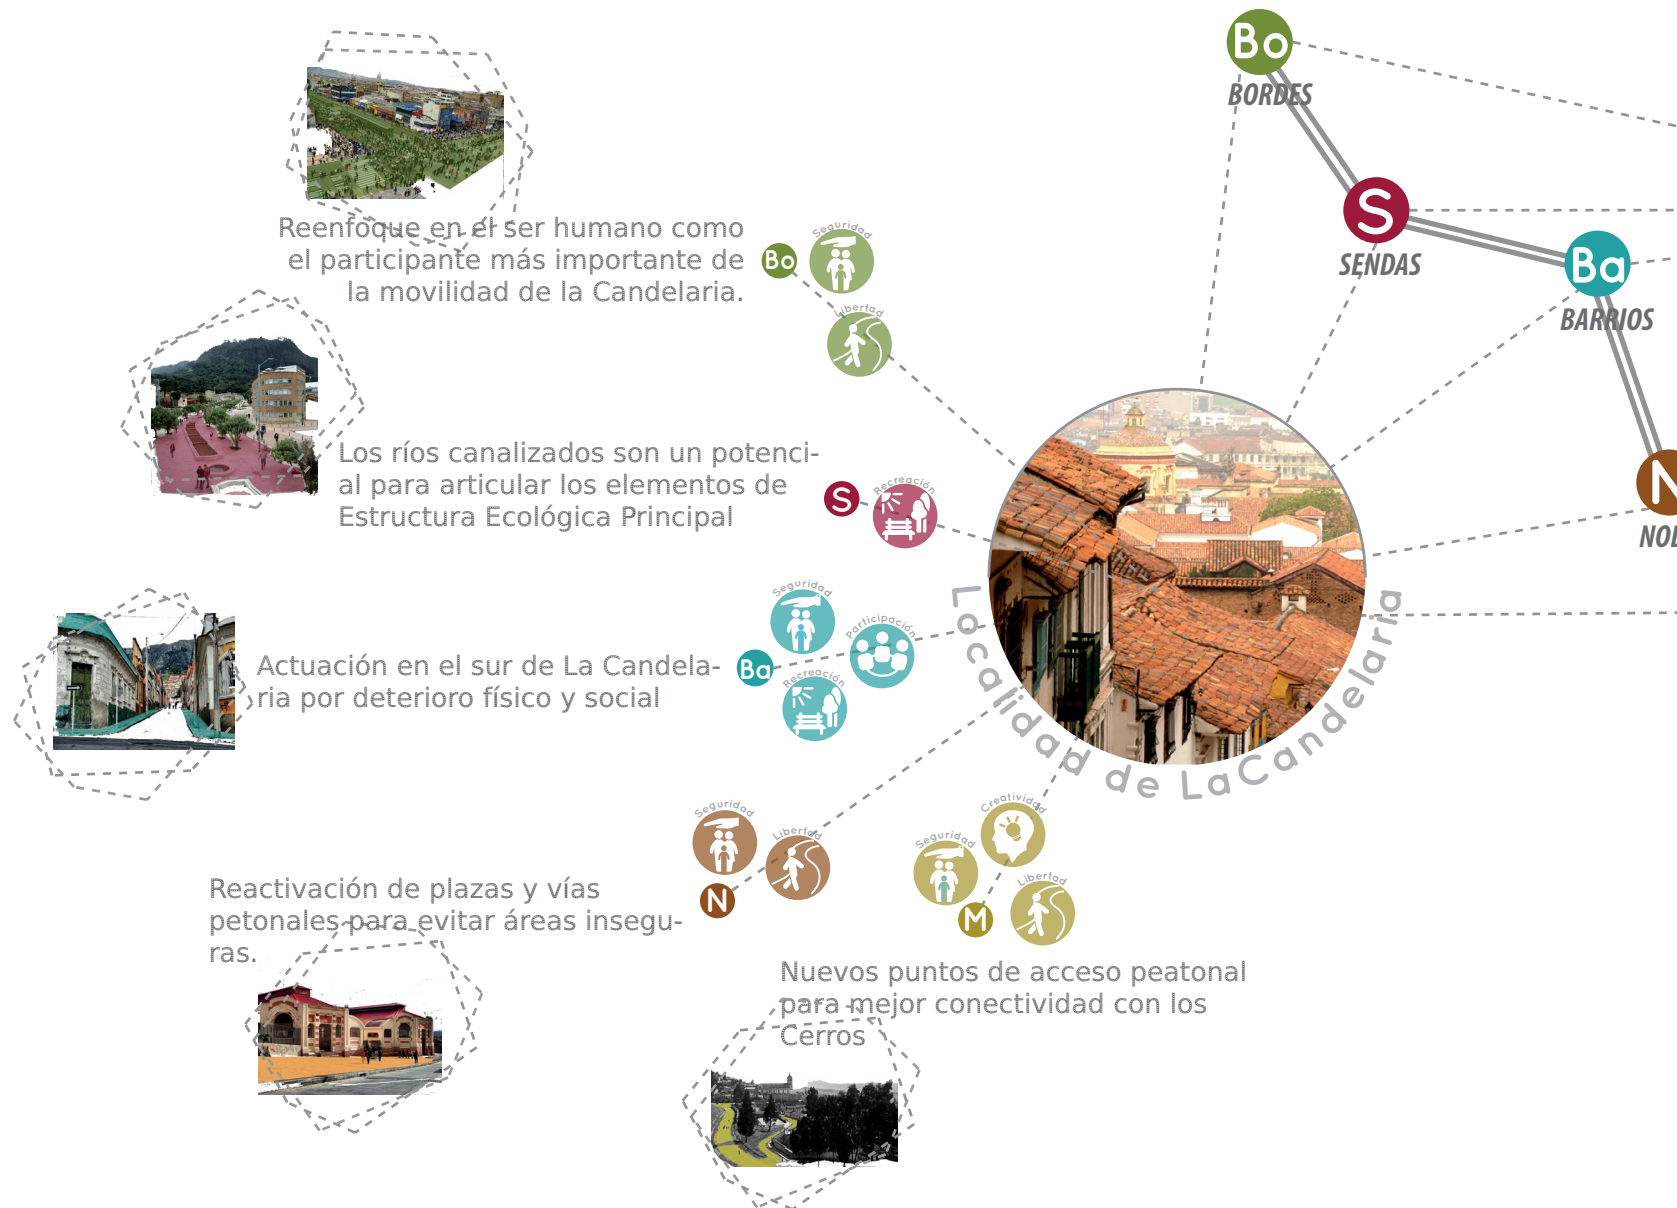 Bo
BORDES
S
SENDAS
Ba
BARRIOS
N
Reenfoque en el ser humano como
el participante más importante de
la movilidad de la Candelaria.
Bo
Seguridad
Libertad
Los ríos canalizados son un potenci-
al para articular los elementos de
Estructura Ecológica Principal
S
Recreación
Actuación en el sur de La Candela-
ria por deterioro físico y social
Ba
Seguridad
Participación
Recreación
Localidad de LaCandelaria
Reactivación de plazas y vías
petonales para evitar áreas insegu-
ras.
N
Seguridad
Libertad
Creatividad
Seguridad
Libertad
M
Nuevos puntos de acceso peatonal
para mejor conectividad con los
Cerros